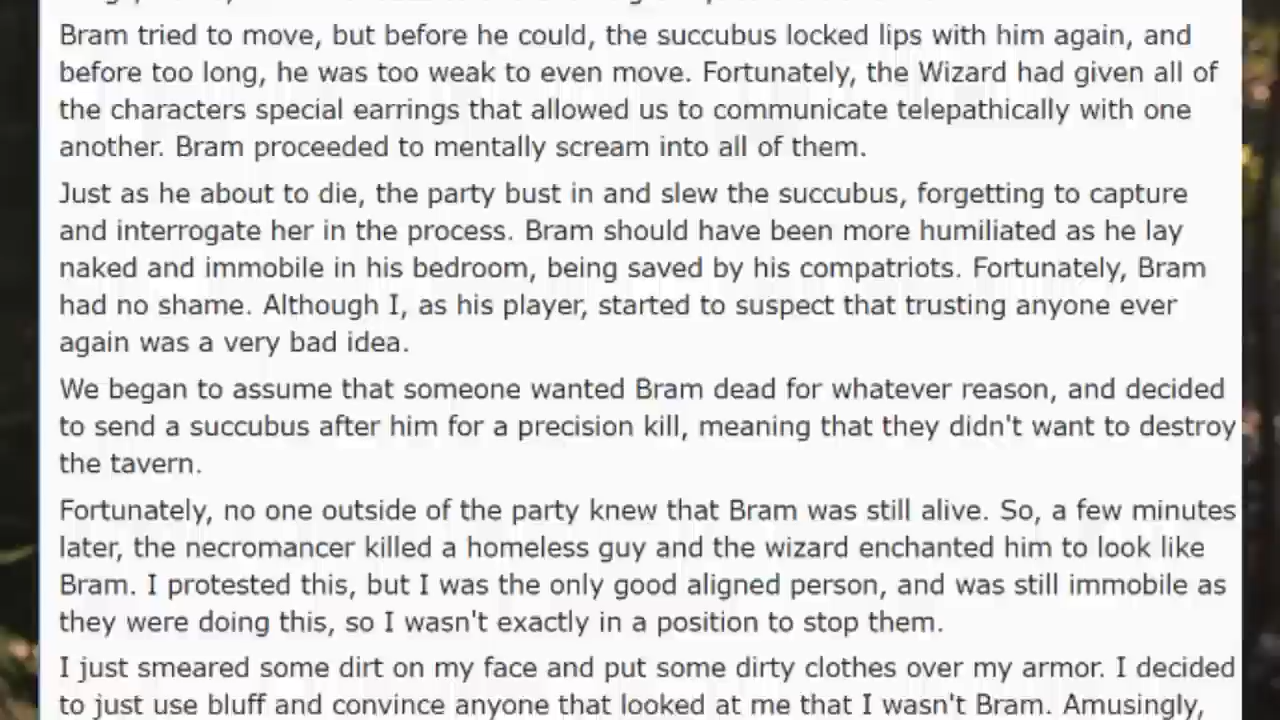 Bram tried to move, but before he could, the succubus locked lips with him again, and
before too long, he was too weak to even move. Fortunately, the Wizard had given all of
the characters special earrings that allowed us to communicate telepathically with one
another. Bram proceeded to mentally scream into all of them.
Just as he about to die, the party bust in and slew the succubus, forgetting to capture
and interrogate her in the process. Bram should have been more humiliated as he lay
naked and immobile in his bedroom, being saved by his compatriots. Fortunately, Bram
had no shame. Although I, as his player, started to suspect that trusting anyone ever
again was a very bad idea.
We began to assume that someone wanted Bram dead for whatever reason, and decided
to send a succubus after him for a precision kill, meaning that they didn't want to destroy
the tavern.
Fortunately, no one outside of the party knew that Bram was still alive. So, a few minutes
later, the necromancer killed a homeless guy and the wizard enchanted him to look like
Bram. I protested this, but I was the only good aligned person, and was still immobile as
they were doing this, so I wasn't exactly in a position to stop them.
I just smeared some dirt on my face and put some dirty clothes over my armor. I decided
to just use bluff and convince anyone that looked at me that I wasn't Bram. Amusingly,